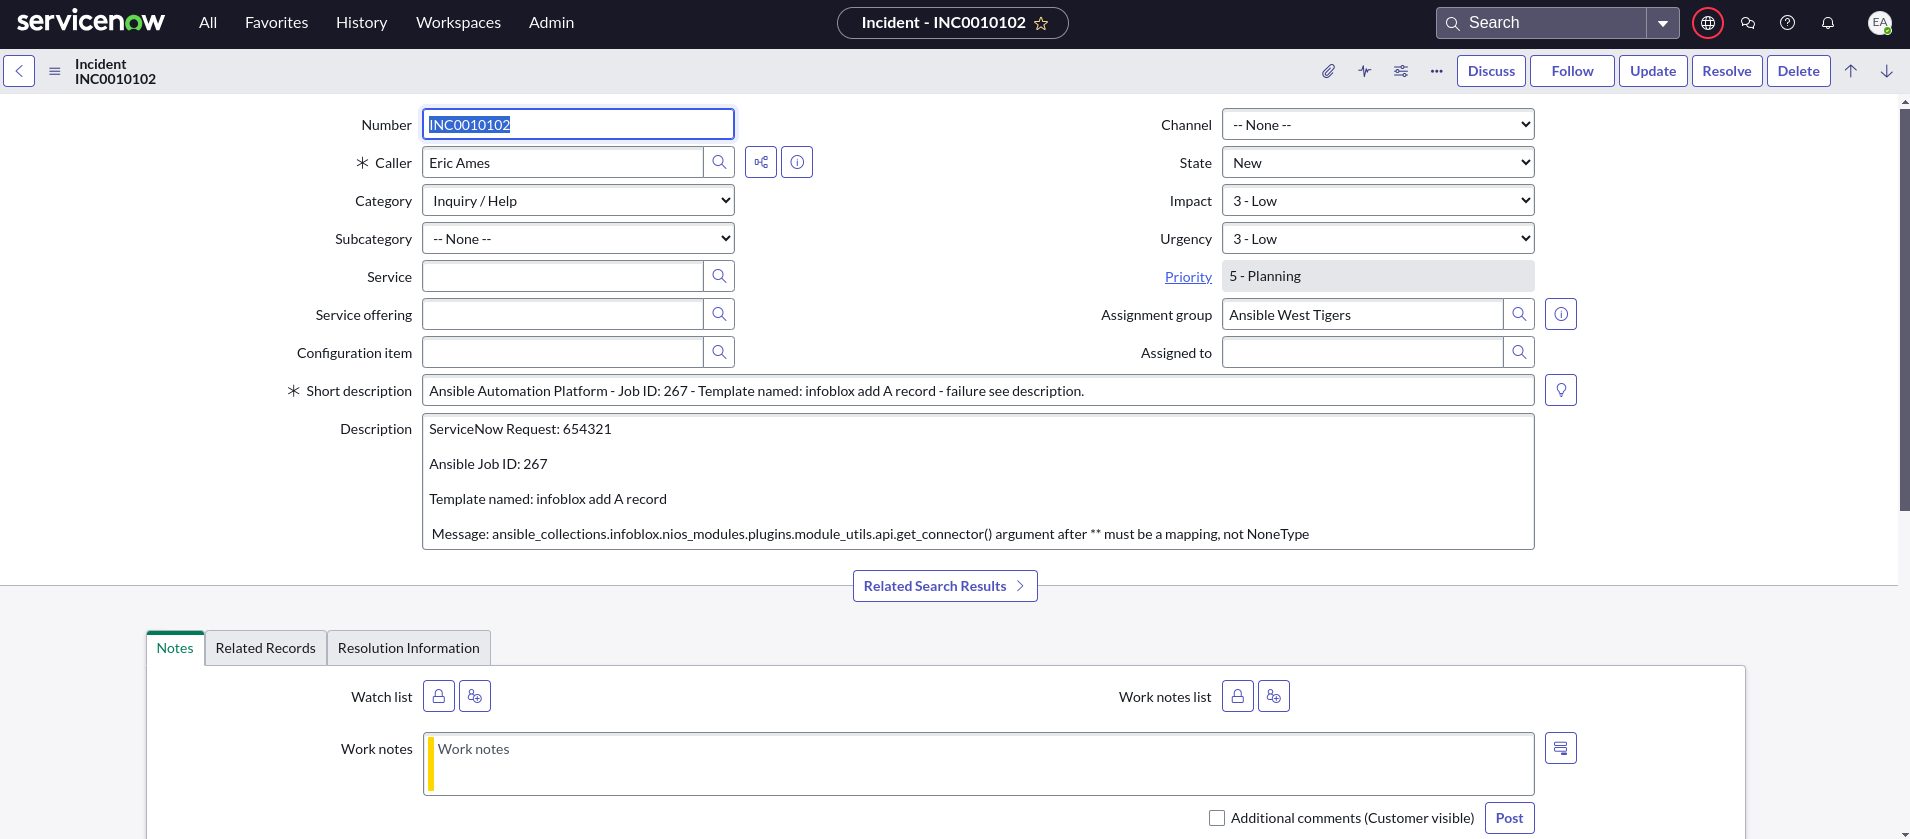 servicenow All Favorites History Workspaces Admin Incident - INC0010102 Search EA
Incident
INC0010102
Discuss Follow Update Resolve Delete
Number INC0010102 Channel -- None --
Caller Eric Ames State New
Category Inquiry / Help Impact 3 - Low
Subcategory -- None -- Urgency 3 - Low
Service Priority 5 - Planning
Service offering Assignment group Ansible West Tigers
Configuration item Assigned to
Short description Ansible Automation Platform - Job ID: 267 - Template named: infoblox add A record - failure see description.
Description ServiceNow Request: 654321
Ansible Job ID: 267
Template named: infoblox add A record
Message: ansible_collections.infoblox.nios_modules.plugins.module_utils.api.get_connector() argument after ** must be a mapping, not NoneType
Related Search Results
Notes Related Records Resolution Information
Watch list Work notes list
Work notes Work notes
Additional comments (Customer visible) Post